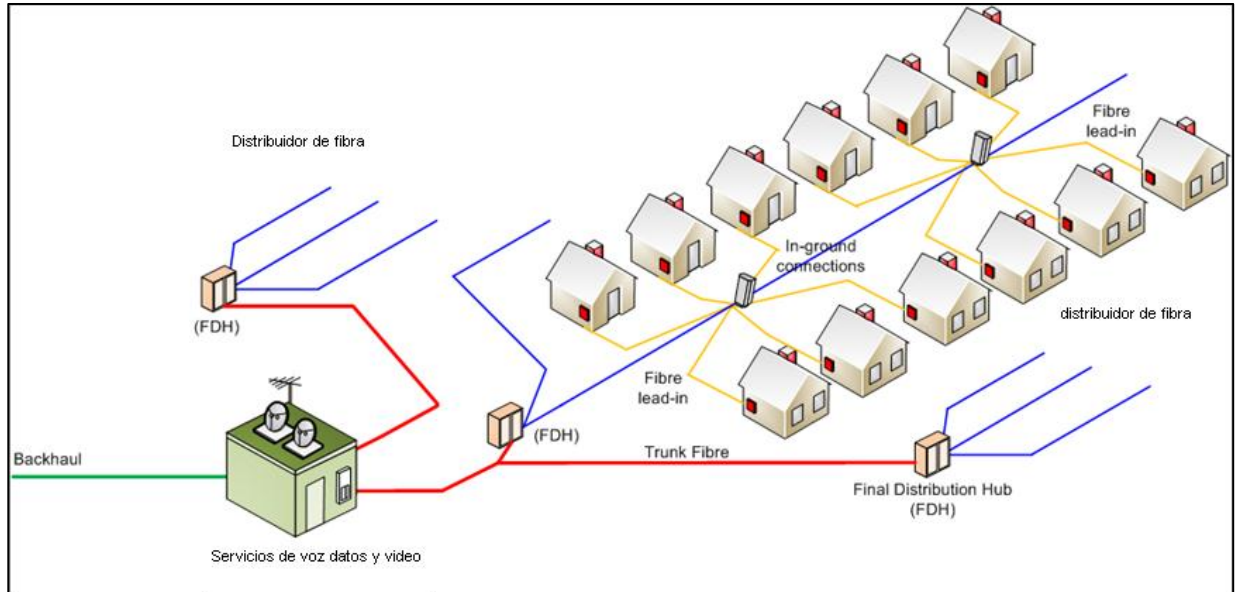 Distribuidor de fibra
Fibre
lead-in
In-ground
connections
(FDH)
distribuidor de fibra
Fibre
lead-in
(FDH)
Backhaul
Trunk Fibre
Final Distribution Hub
(FDH)
Servicios de voz datos y video